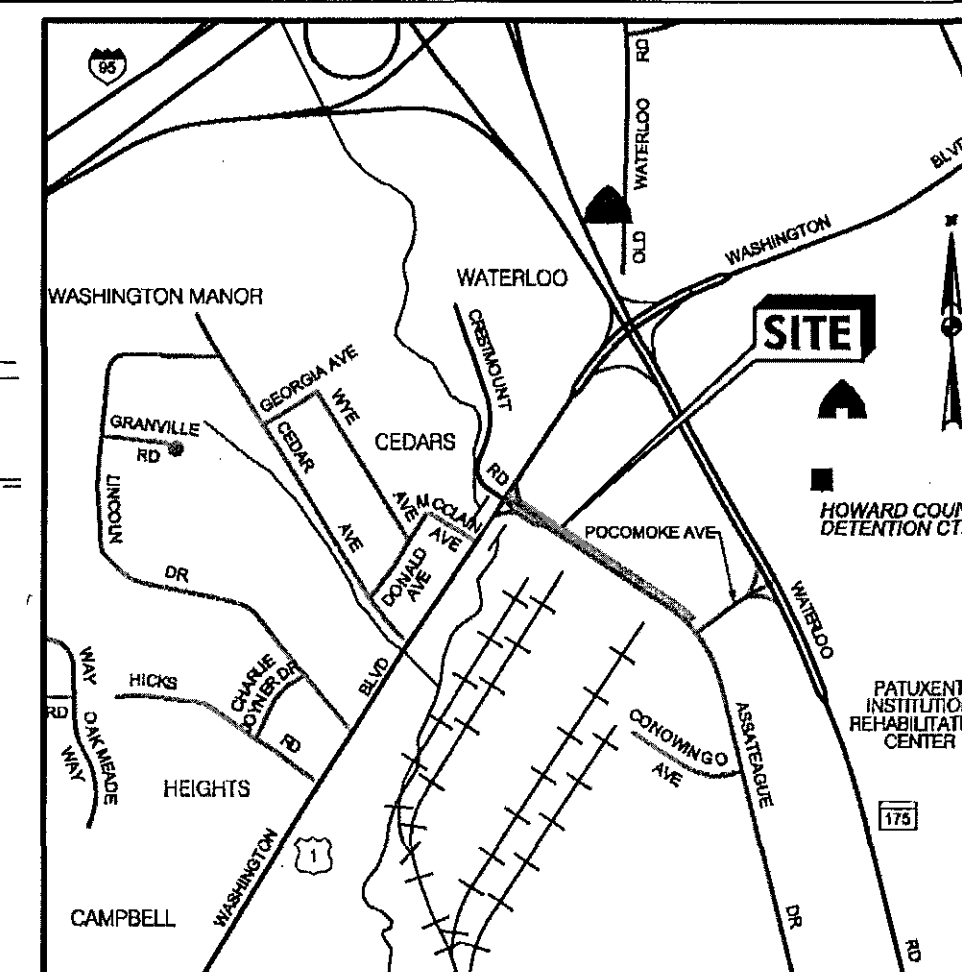 95
RD
WATERLOO
OLD
BLVD
WASHINGTON
WATERLOO
WASHINGTON MANOR
SITE
CRESTMOUNT
RD
GEORGIA AVE
WYE
AVE
GRANVILLE
RD
CEDAR
AVE
CEDARS
MCCLAIN
AVE
LINCOLN
DR
DONALD
AVE
POCOMOKE AVE
HOWARD COUN
DETENTION CT
WATERLOO
RD
BLVD
WAY
RD
OAK MEADE
WAY
HICKS
RD
CHARLIE
JOYNER DR
CONOWINGO
AVE
ASSATEAGUE
DR
PATUXENT
INSTITUTIO
REHABILITAT
CENTER
HEIGHTS
175
WASHINGTON
1
CAMPBELL